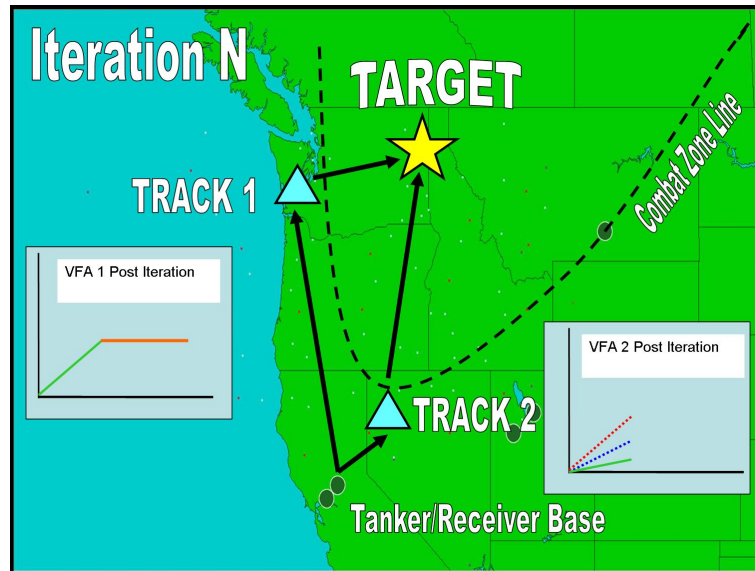 Iteration N
TARGET
Combat Zone Line
TRACK 1
VFA 1 Post Iteration
VFA 2 Post Iteration
TRACK 2
Tanker/Receiver Base